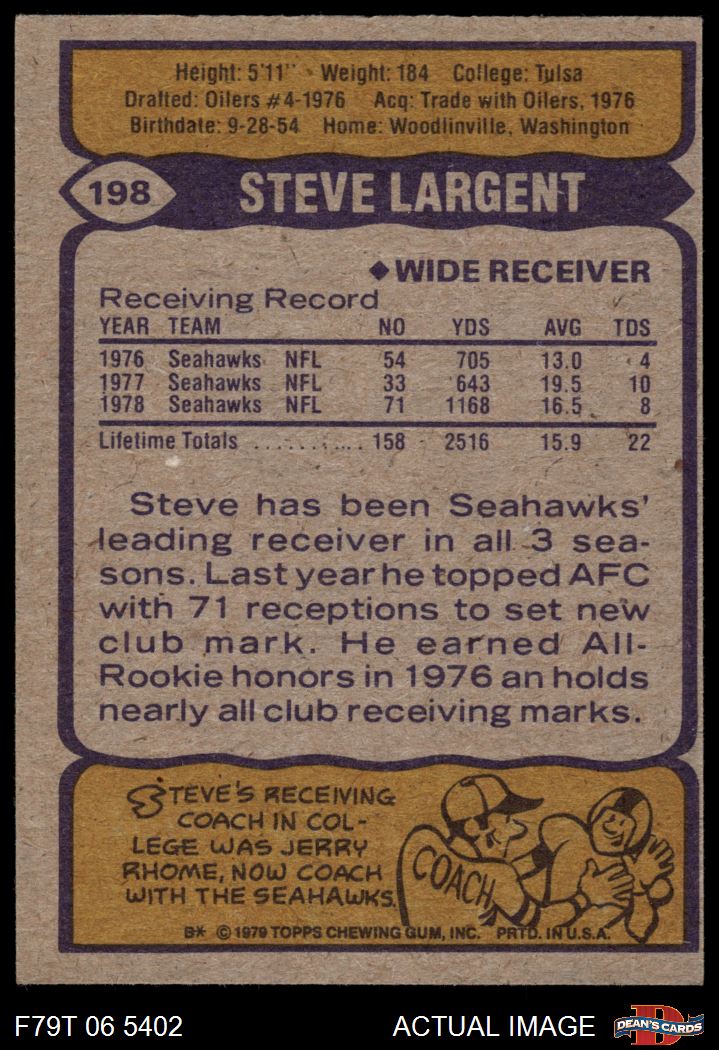 Height: 5'11" Weight: 184 College: Tulsa
Drafted: Oilers #4-1976 Acq: Trade with Oilers, 1976
Birthdate: 9-28-54 Home: Woodlinville, Washington
198 STEVE LARGENT
◆WIDE RECEIVER
Receiving Record
YEAR TEAM NO YDS AVG TDS
1976 Seahawks NFL 54 705 13.0 4
1977 Seahawks NFL 33 643 19.5 10
1978 Seahawks NFL 71 1168 16.5 8
Lifetime Totals ........... 158 2516 15.9 22
Steve has been Seahawks'
leading receiver in all 3 sea-
sons. Last year he topped AFC
with 71 receptions to set new
club mark. He earned All-
Rookie honors in 1976 an holds
nearly all club receiving marks.
STEVE'S RECEIVING
COACH IN COL-
LEGE WAS JERRY
RHOME, NOW COACH
WITH THE SEAHAWKS.
COACH
B* © 1979 TOPPS CHEWING GUM, INC. PRTD. IN U.S.A.
F79T 06 5402 ACTUAL IMAGE DEAN'S CARDS